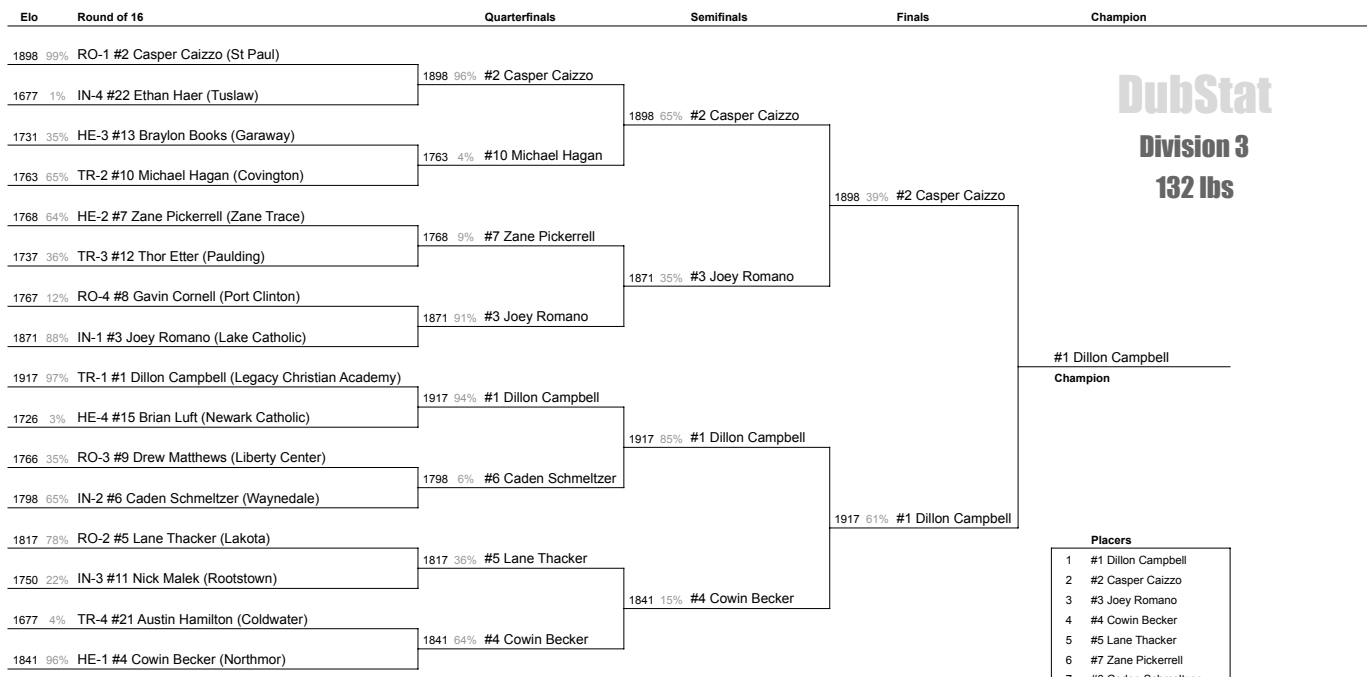 Elo Round of 16 Quarterfinals Semifinals Finals Champion
1898 99% RO-1 #2 Casper Caizzo (St Paul)
1677 1% IN-4 #22 Ethan Haer (Tuslaw)
1731 35% HE-3 #13 Braylon Books (Garaway)
1763 65% TR-2 #10 Michael Hagan (Covington)
1768 64% HE-2 #7 Zane Pickerrell (Zane Trace)
1737 36% TR-3 #12 Thor Etter (Paulding)
1767 12% RO-4 #8 Gavin Cornell (Port Clinton)
1871 88% IN-1 #3 Joey Romano (Lake Catholic)
1917 97% TR-1 #1 Dillon Campbell (Legacy Christian Academy)
1726 3% HE-4 #15 Brian Luft (Newark Catholic)
1766 35% RO-3 #9 Drew Matthews (Liberty Center)
1798 65% IN-2 #6 Caden Schmeltzer (Waynedale)
1817 78% RO-2 #5 Lane Thacker (Lakota)
1750 22% IN-3 #11 Nick Malek (Rootstown)
1677 4% TR-4 #21 Austin Hamilton (Coldwater)
1841 96% HE-1 #4 Cowin Becker (Northmor)
1898 96% #2 Casper Caizzo
1763 4% #10 Michael Hagan
1768 9% #7 Zane Pickerrell
1871 91% #3 Joey Romano
1917 94% #1 Dillon Campbell
1798 6% #6 Caden Schmeltzer
1817 36% #5 Lane Thacker
1841 64% #4 Cowin Becker
1898 65% #2 Casper Caizzo
1871 35% #3 Joey Romano
1917 85% #1 Dillon Campbell
1841 15% #4 Cowin Becker
1898 39% #2 Casper Caizzo
1917 61% #1 Dillon Campbell
#1 Dillon Campbell
Champion
DubStat
Division 3
132 lbs
Placers
1 #1 Dillon Campbell
2 #2 Casper Caizzo
3 #3 Joey Romano
4 #4 Cowin Becker
5 #5 Lane Thacker
6 #7 Zane Pickerrell